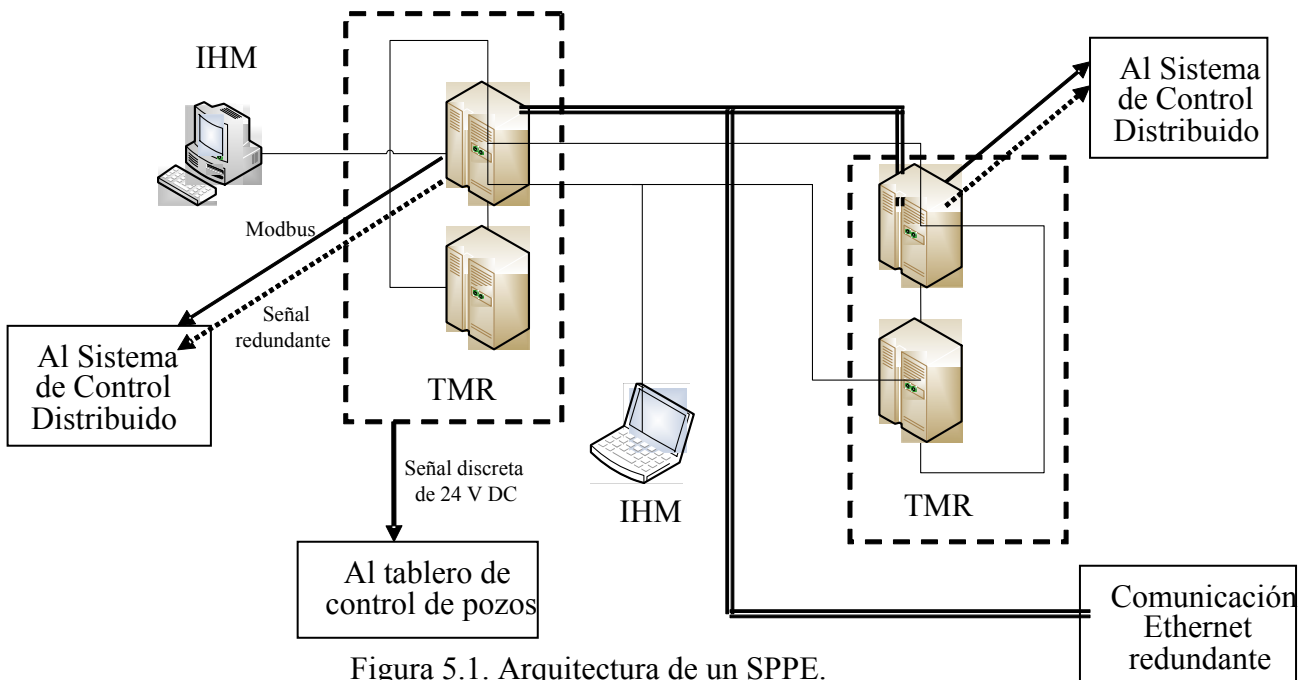 IHM
Al Sistema
de Control
Distribuido
Modbus
Señal
redundante
Al Sistema
de Control
Distribuido
TMR
Señal discreta
de 24 V DC
IHM
TMR
Al tablero de
control de pozos
Comunicación
Ethernet
redundante
Figura 5.1. Arquitectura de un SPPE.